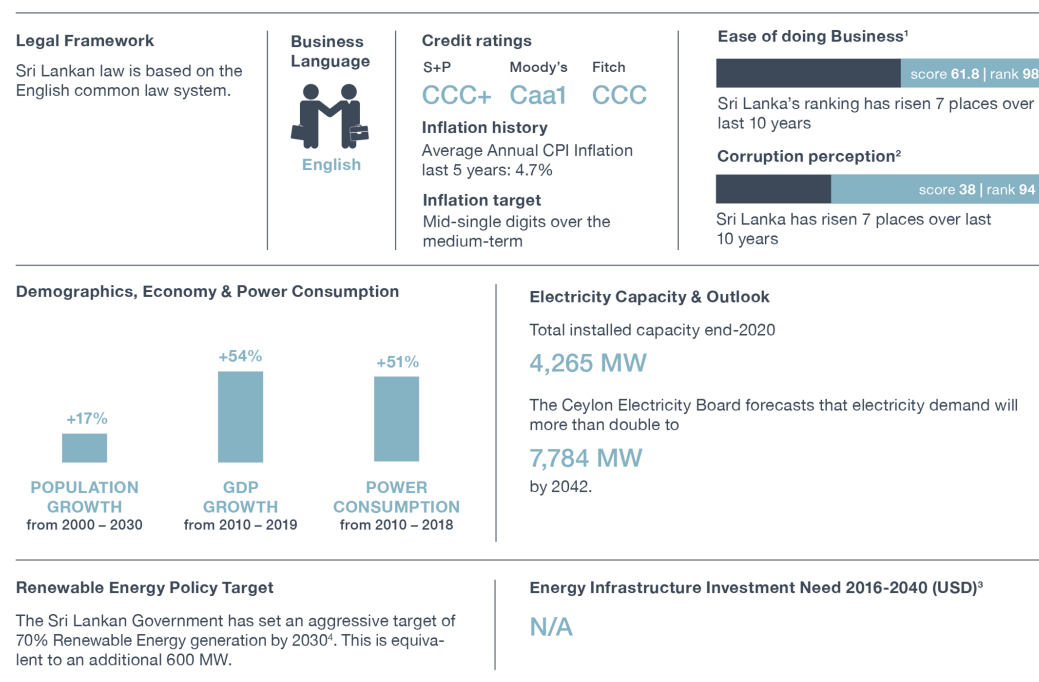 Legal Framework
Sri Lankan law is based on the
English common law system.
Business
Language
English
Credit ratings
S+P Moody's Fitch
CCC+ Caa1 CCC
Inflation history
Average Annual CPI Inflation
last 5 years: 4.7%
Inflation target
Mid-single digits over the
medium-term
Ease of doing Business¹
score 61.8 | rank 98
Sri Lanka's ranking has risen 7 places over
last 10 years
Corruption perception²
score 38 | rank 94
Sri Lanka has risen 7 places over last
10 years
Demographics, Economy & Power Consumption
+17%
POPULATION
GROWTH
from 2000 – 2030
+54%
GDP
GROWTH
from 2010 – 2019
+51%
POWER
CONSUMPTION
from 2010 – 2018
Electricity Capacity & Outlook
Total installed capacity end-2020
4,265 MW
The Ceylon Electricity Board forecasts that electricity demand will
more than double to
7,784 MW
by 2042.
Renewable Energy Policy Target
The Sri Lankan Government has set an aggressive target of
70% Renewable Energy generation by 2030⁴. This is equiva-
lent to an additional 600 MW.
Energy Infrastructure Investment Need 2016-2040 (USD)³
N/A